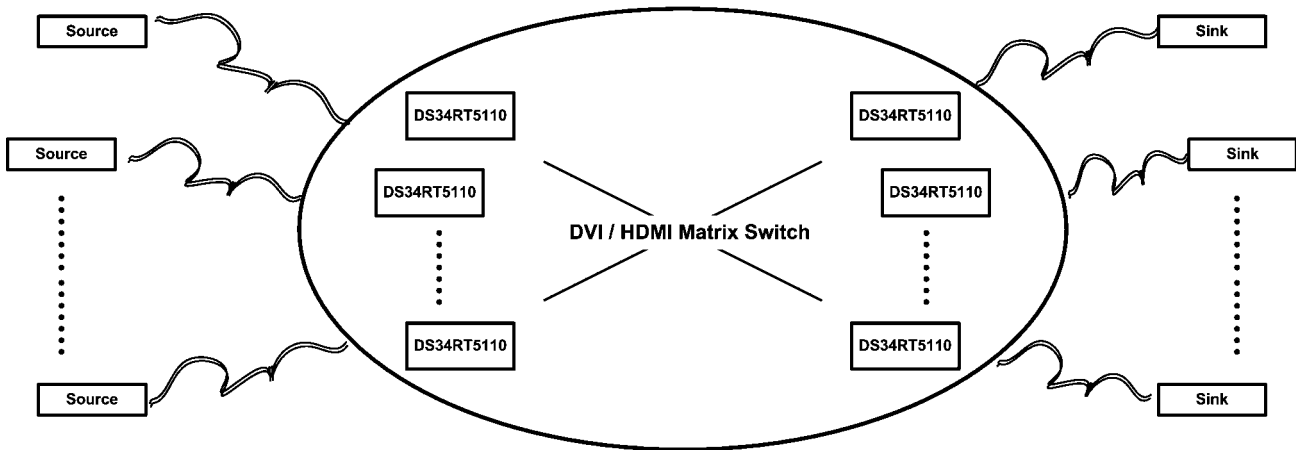 Source
Sink
DS34RT5110
DS34RT5110
Source
Sink
DS34RT5110
DS34RT5110
DVI / HDMI Matrix Switch
DS34RT5110
DS34RT5110
Source
Sink